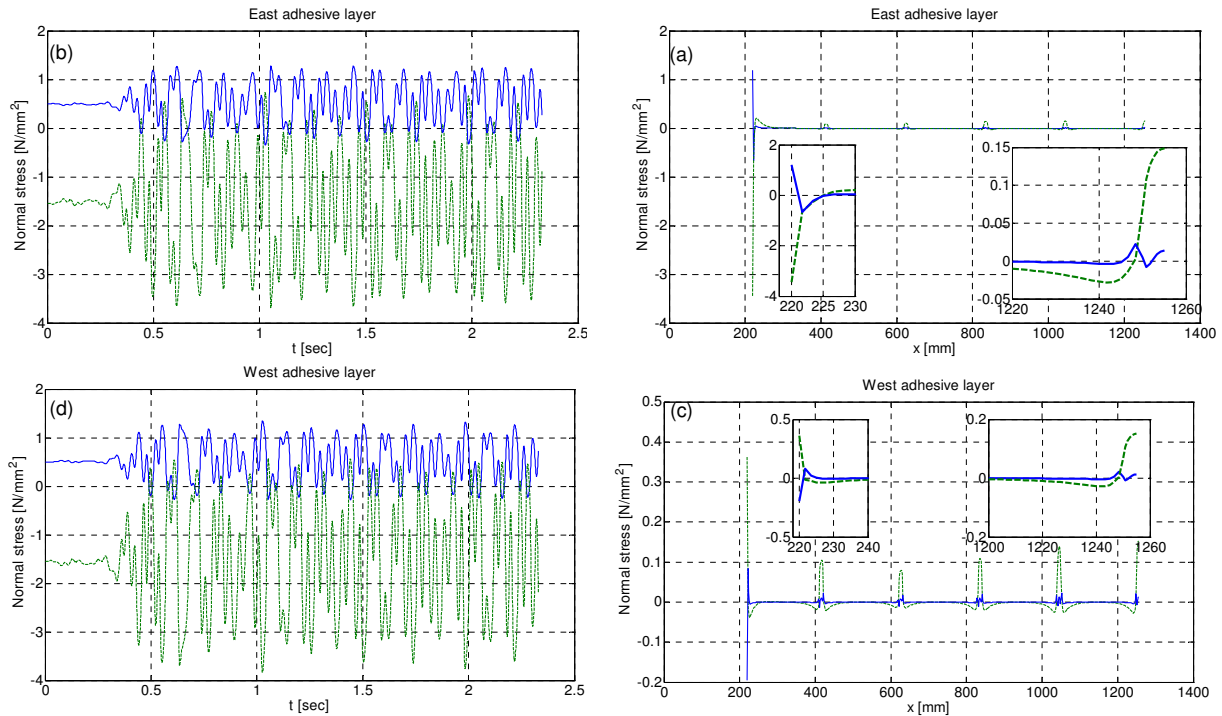 East adhesive layer
(b)
Normal stress [N/mm²]
2
1
0
-1
-2
-3
-4
0 0.5 1 1.5 2 2.5
t [sec]
East adhesive layer
(a)
Normal stress [N/mm²]
2
1
0
-1
-2
-3
-4
0 200 400 600 800 1000 1200 1400
x [mm]
2
0
-2
-4
220 225 230
0.15
0.1
0.05
0
-0.05
1220 1240 1260
West adhesive layer
(d)
Normal stress [N/mm²]
2
1
0
-1
-2
-3
-4
0 0.5 1 1.5 2 2.5
t [sec]
West adhesive layer
(c)
Normal stress [N/mm²]
0.5
0.4
0.3
0.2
0.1
0
-0.1
-0.2
0 200 400 600 800 1000 1200 1400
x [mm]
0.5
0
-0.5
220 230 240
0.2
0
-0.2
1200 1220 1240 1260